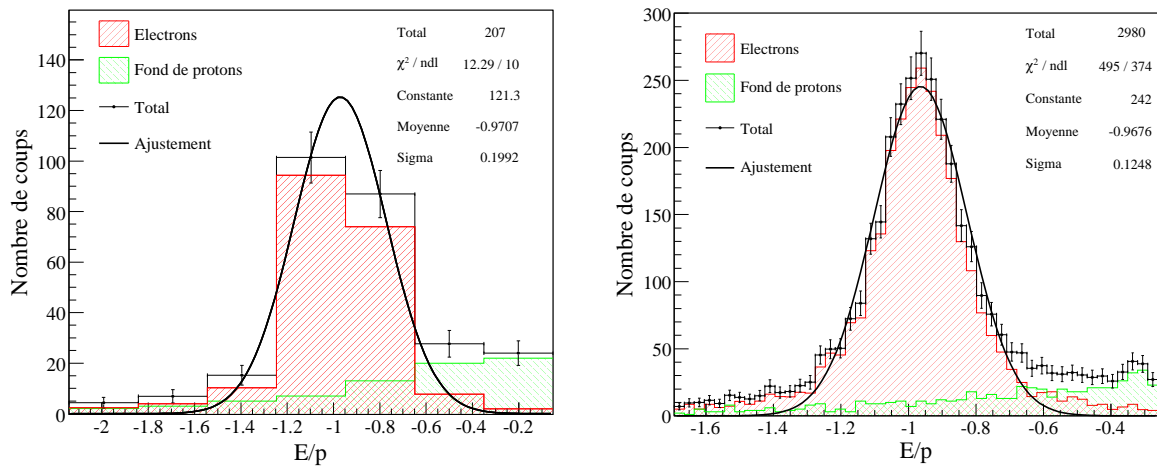 Nombre de coups
160
140
120
100
80
60
40
20
0
Electrons
Fond de protons
Total
Ajustement
Total 207
χ² / ndl 12.29 / 10
Constante 121.3
Moyenne -0.9707
Sigma 0.1992
-2 -1.8 -1.6 -1.4 -1.2 -1 -0.8 -0.6 -0.4 -0.2
E/p
Nombre de coups
300
250
200
150
100
50
0
Electrons
Fond de protons
Total
Ajustement
Total 2980
χ² / ndl 495 / 374
Constante 242
Moyenne -0.9676
Sigma 0.1248
-1.6 -1.4 -1.2 -1 -0.8 -0.6 -0.4
E/p